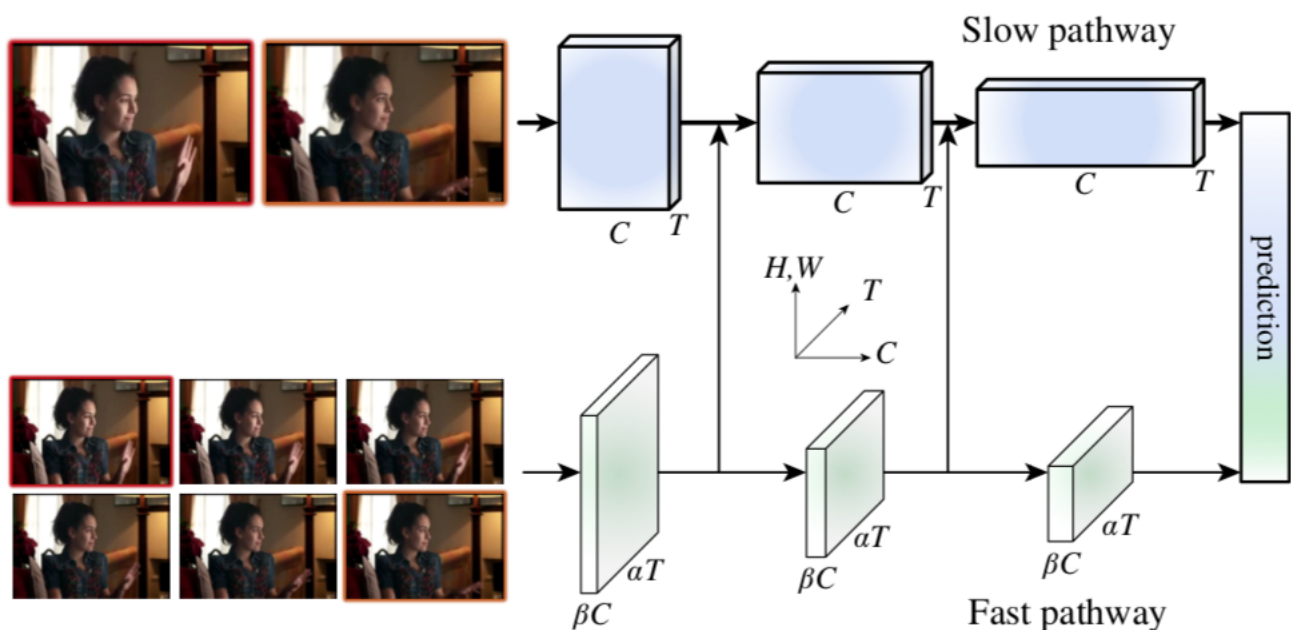 Slow pathway
C
T
C
T
C
T
H,W
T
C
prediction
αT
βC
αT
βC
αT
βC
Fast pathway